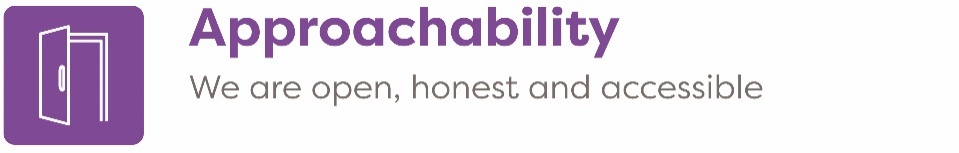 Approachability
We are open, honest and accessible